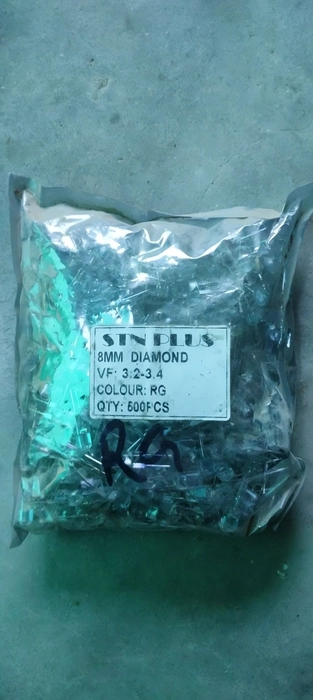 STN PLUS
8MM DIAMOND
VF: 3.2-3.4
COLOUR: RG
QTY: 500PCS
RG